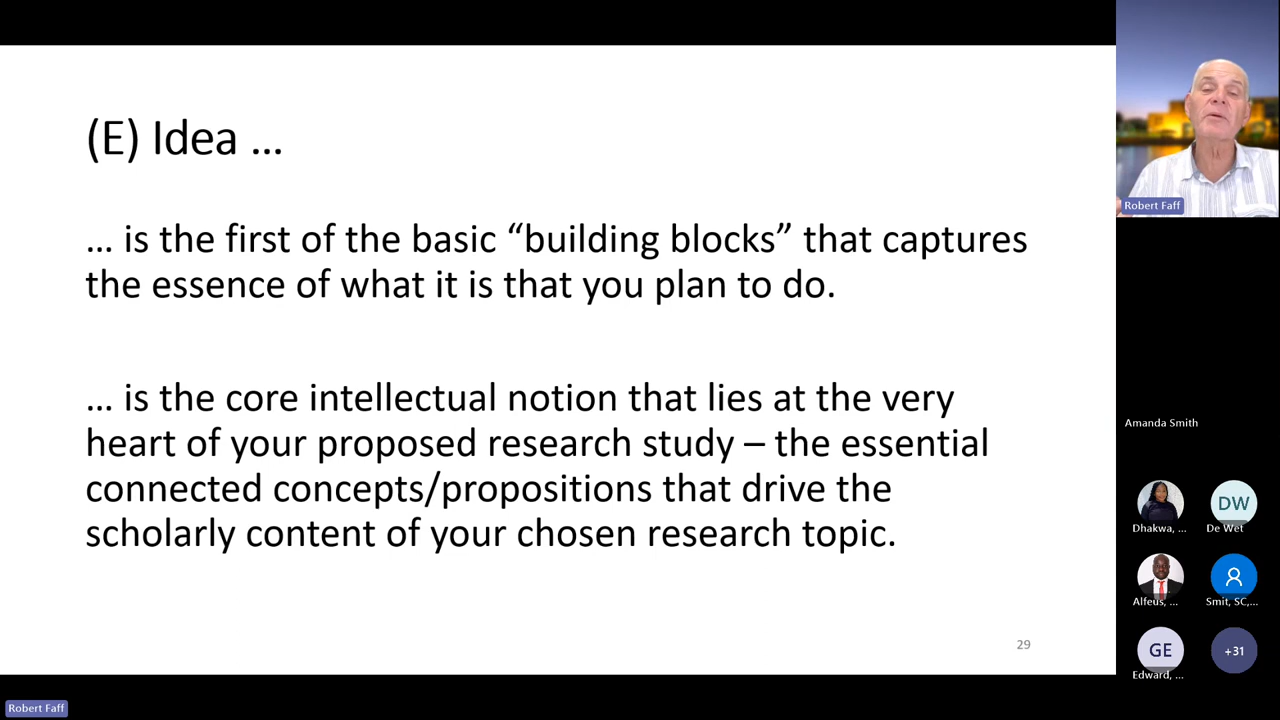 (E) Idea …
… is the first of the basic “building blocks” that captures
the essence of what it is that you plan to do.
… is the core intellectual notion that lies at the very
heart of your proposed research study – the essential
connected concepts/propositions that drive the
scholarly content of your chosen research topic.
29
Robert Faff
Amanda Smith
DW
Dhakwa, ...
De Wet
Alfeus, ...
Smit, SC,...
GE
+31
Edward, ...
Robert Faff